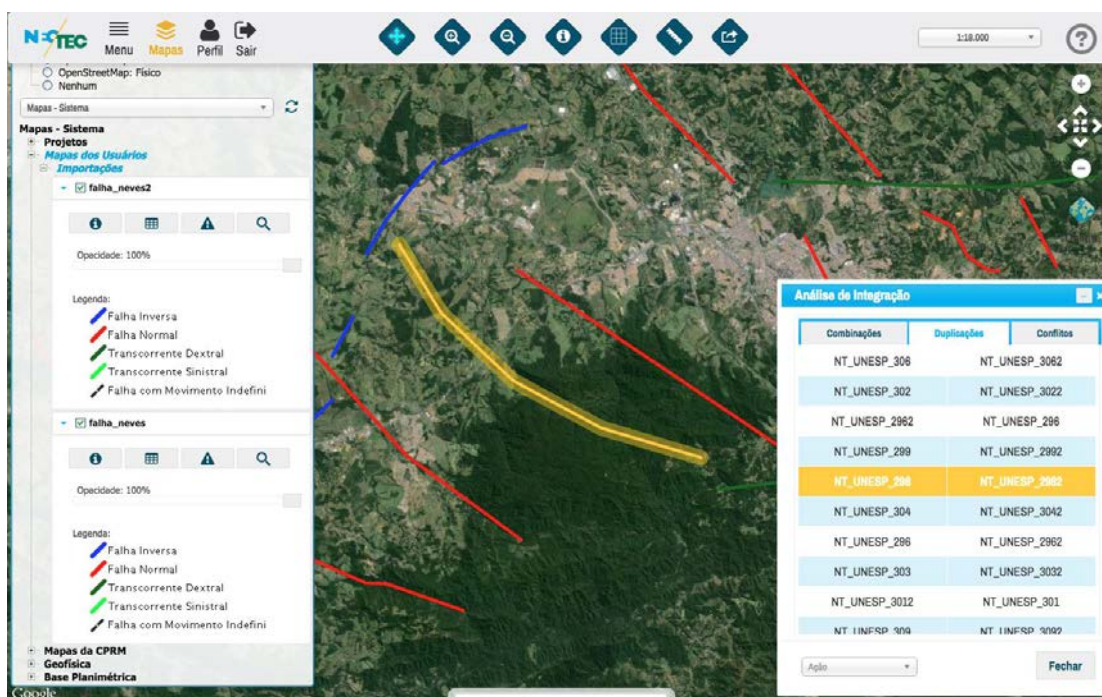 NEOTEC
Menu
Mapas
Perfil
Sair
1:18.000
?
OpenStreetMap: Físico
Nenhum
Mapas - Sistema
Mapas - Sistema
Projetos
Mapas dos Usuários
Importações
falha_neves2
Opacidade: 100%
Legenda:
Falha Inversa
Falha Normal
Transcorrente Dextral
Transcorrente Sinistral
Falha com Movimento Indefini
falha_neves
Opacidade: 100%
Legenda:
Falha Inversa
Falha Normal
Transcorrente Dextral
Transcorrente Sinistral
Falha com Movimento Indefini
Mapas da CPRM
Geofísica
Base Planimétrica
Google
Análise de Integração
Combinações Duplicações Conflitos
NT_UNESP_306 NT_UNESP_3062
NT_UNESP_302 NT_UNESP_3022
NT_UNESP_2962 NT_UNESP_296
NT_UNESP_299 NT_UNESP_2992
NT_UNESP_298 NT_UNESP_2982
NT_UNESP_304 NT_UNESP_3042
NT_UNESP_296 NT_UNESP_2962
NT_UNESP_303 NT_UNESP_3032
NT_UNESP_3012 NT_UNESP_301
NT_UNESP_309 NT_UNESP_3092
Ação
Fechar